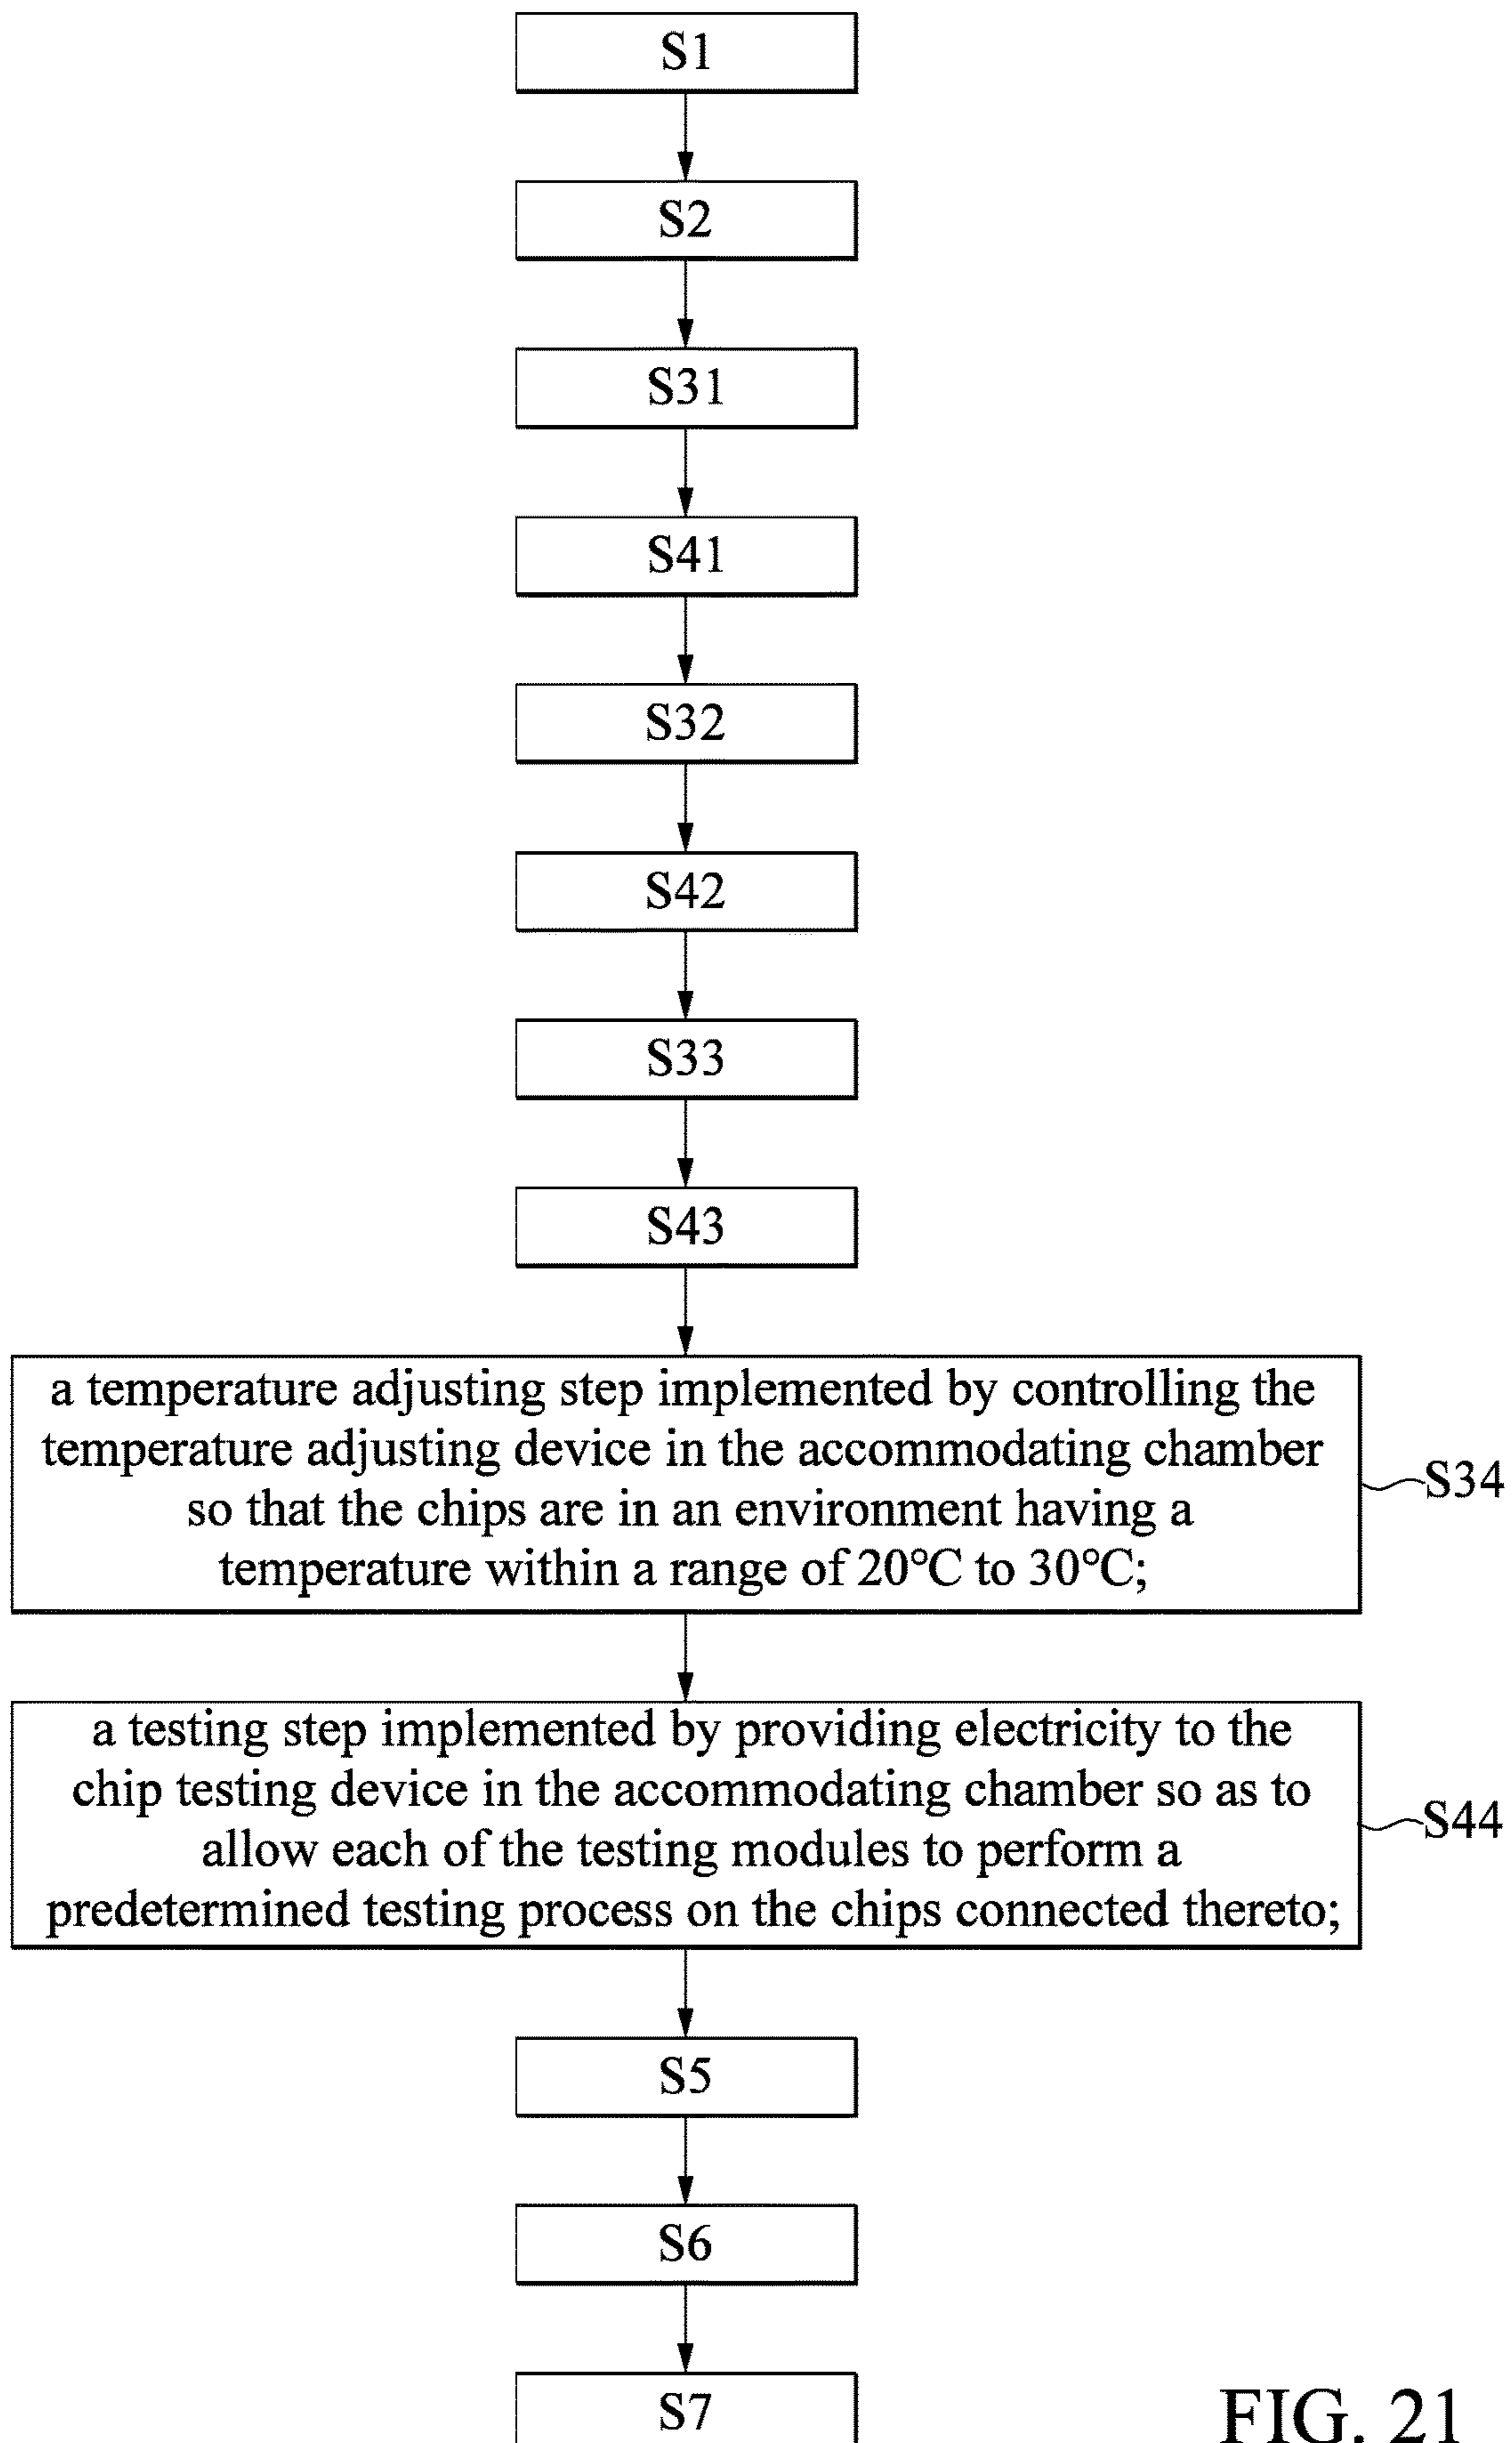 S1
S2
S31
S41
S32
S42
S33
S43
a temperature adjusting step implemented by controlling the
temperature adjusting device in the accommodating chamber
so that the chips are in an environment having a
temperature within a range of 20°C to 30°C;
S34
a testing step implemented by providing electricity to the
chip testing device in the accommodating chamber so as to
allow each of the testing modules to perform a
predetermined testing process on the chips connected thereto;
S44
S5
S6
S7
FIG. 21